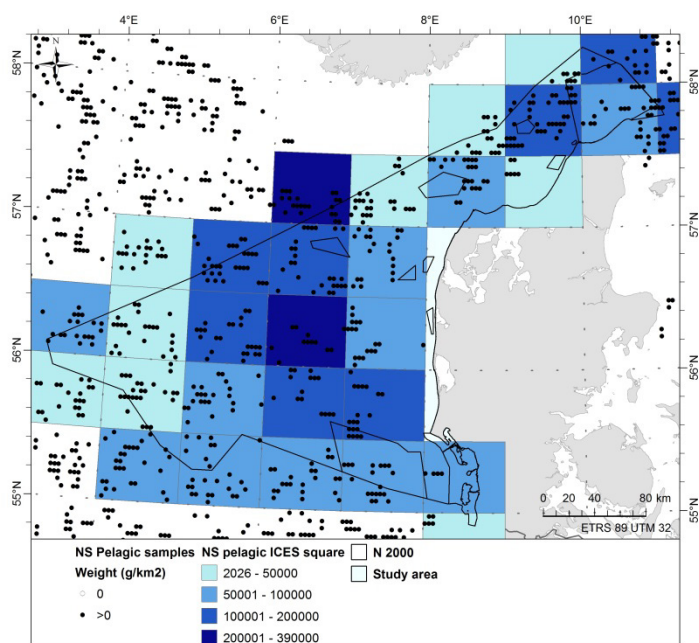 4°E 6°E 8°E 10°E
N
58°N 58°N
57°N 57°N
56°N 56°N
55°N 55°N
0 20 40 60 80 km
ETRS 89 UTM 32
NS Pelagic samples NS pelagic ICES square N 2000
Weight (g/km2) 2026 - 50000 Study area
0 50001 - 100000
>0 100001 - 200000
200001 - 390000